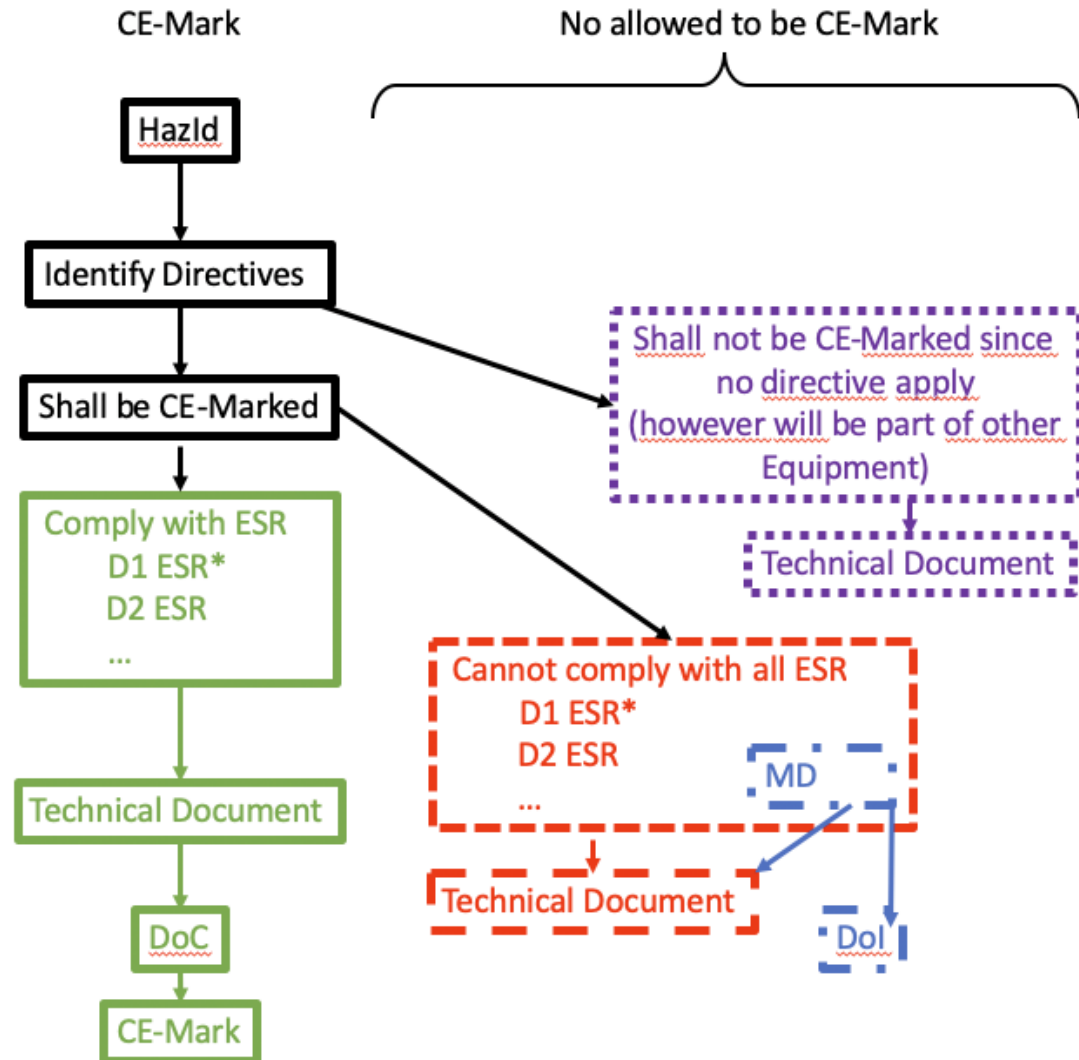 CE-Mark
No allowed to be CE-Mark
HazId
Identify Directives
Shall be CE-Marked
Shall not be CE-Marked since
no directive apply
(however will be part of other
Equipment)
Technical Document
Comply with ESR
D1 ESR*
D2 ESR
...
Cannot comply with all ESR
D1 ESR*
D2 ESR
...
MD
Technical Document
Technical Document
DoI
DoC
CE-Mark